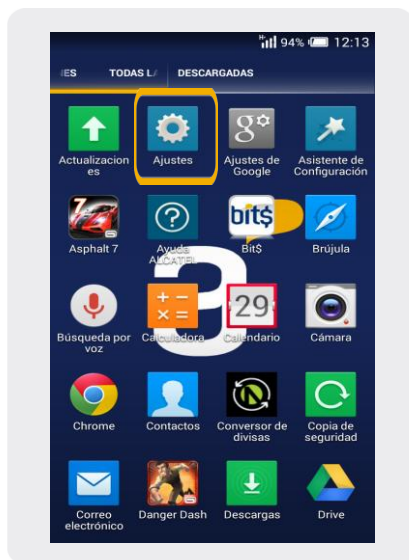 H 94% 12:13
ES TODAS L DESCARGADAS
Actualizacion
es
Ajustes
g
Ajustes de
Google
Asistente de
Configuración
7
Asphalt 7
?
Ayuda
ALCATEL
bit$
Bit$
Brújula
Búsqueda por
voz
Calculadora
29
Calendario
Cámara
Chrome
Contactos
Conversor de
divisas
Copia de
seguridad
Correo
electrónico
Danger Dash
Descargas
Drive